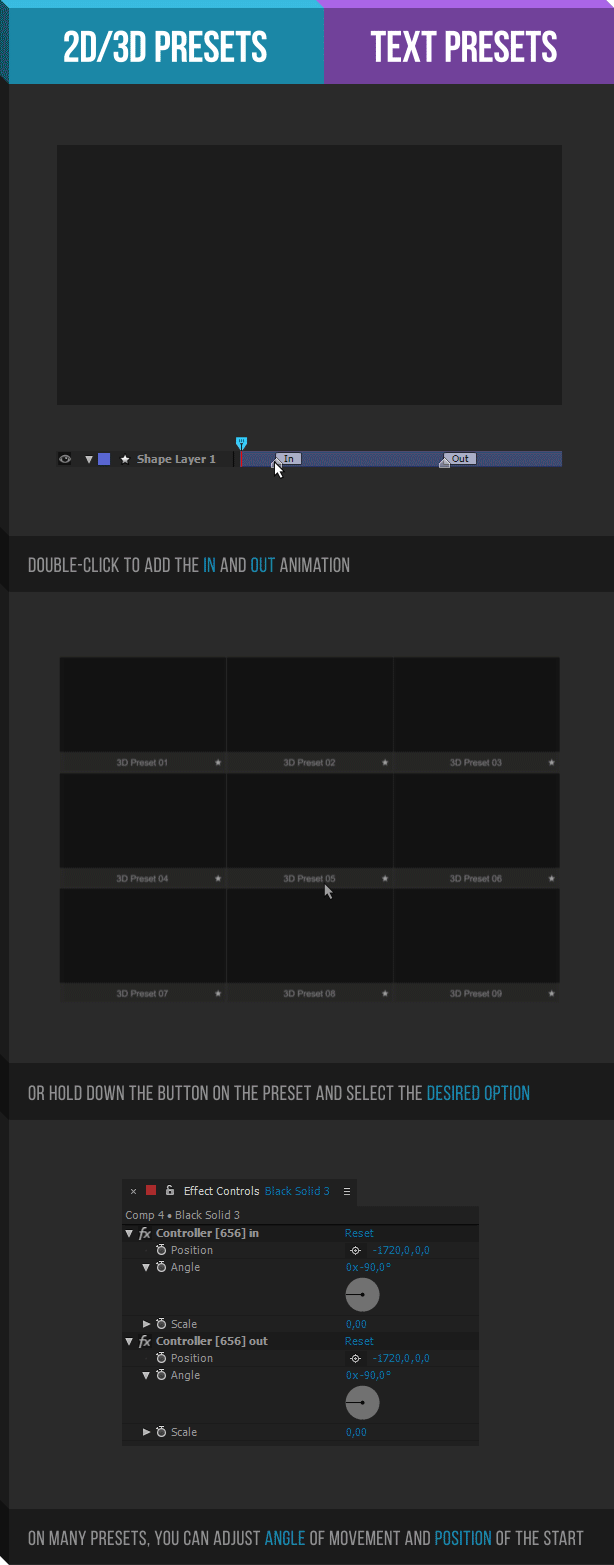 2D/3D PRESETS TEXT PRESETS
Shape Layer 1 In Out
DOUBLE-CLICK TO ADD THE IN AND OUT ANIMATION
3D Preset 01 3D Preset 02 3D Preset 03
3D Preset 04 3D Preset 05 3D Preset 06
3D Preset 07 3D Preset 08 3D Preset 09
OR HOLD DOWN THE BUTTON ON THE PRESET AND SELECT THE DESIRED OPTION
Effect Controls Black Solid 3
Comp 4 • Black Solid 3
fx Controller [656] in Reset
Position -1720,0,0,0
Angle 0x-90,0°
Scale 0,00
fx Controller [656] out Reset
Position -1720,0,0,0
Angle 0x-90,0°
Scale 0,00
ON MANY PRESETS, YOU CAN ADJUST ANGLE OF MOVEMENT AND POSITION OF THE START